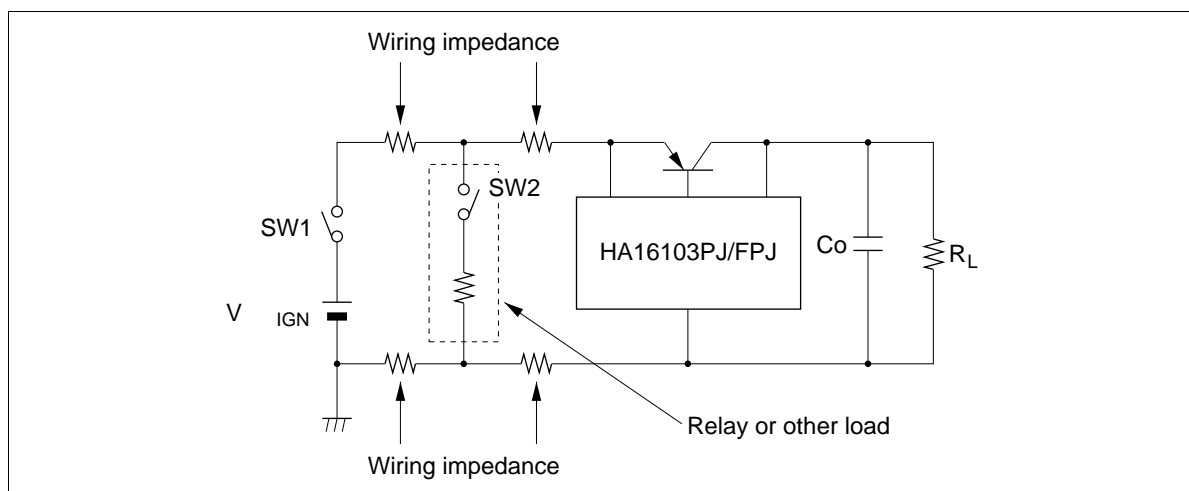 Wiring impedance
SW2
SW1
HA16103PJ/FPJ
Co
RL
V IGN
Relay or other load
Wiring impedance